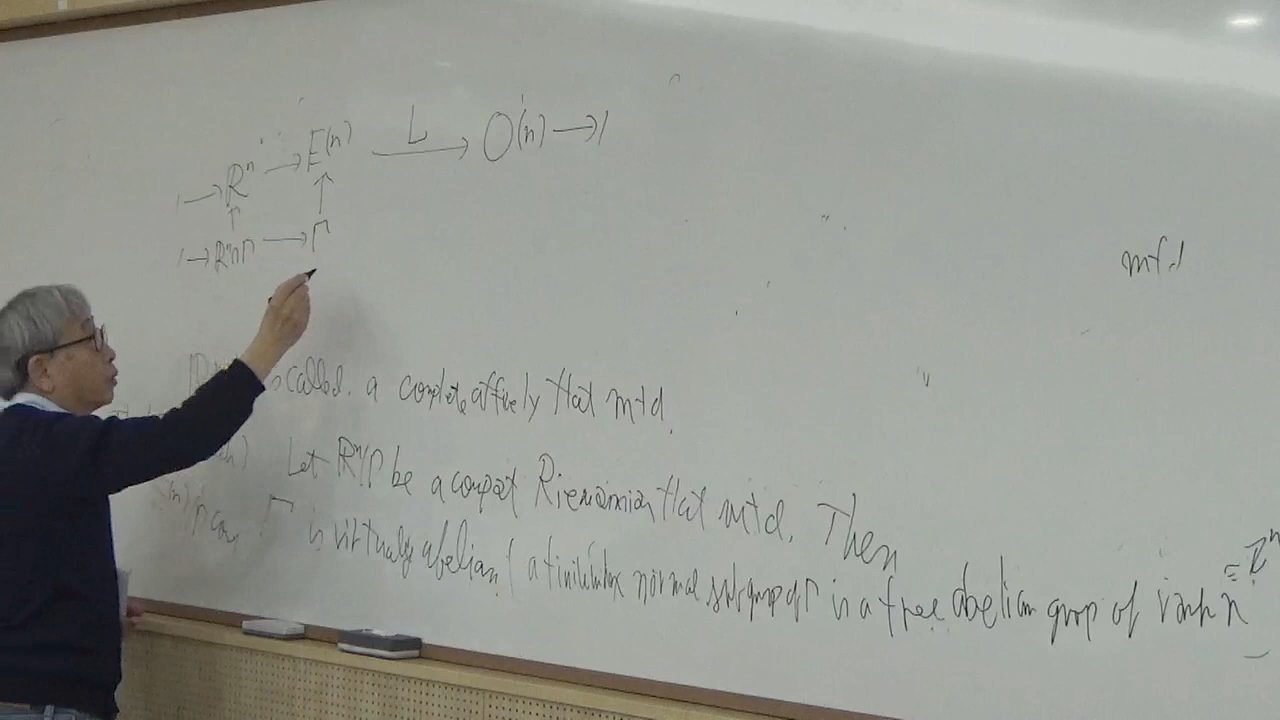 1 → Rⁿ → E(n) L → O(n) → 1
↑ ↑
1 → Rⁿ∩Γ → Γ
mfd
is called. a complete affinely flat mfd.
Let Rⁿ/Γ be a compact Riemannian flat mfd. Then
Γ is virtually abelian. ( a finite index normal subgroup of Γ is a free abelian group of rank n ≅ Zⁿ